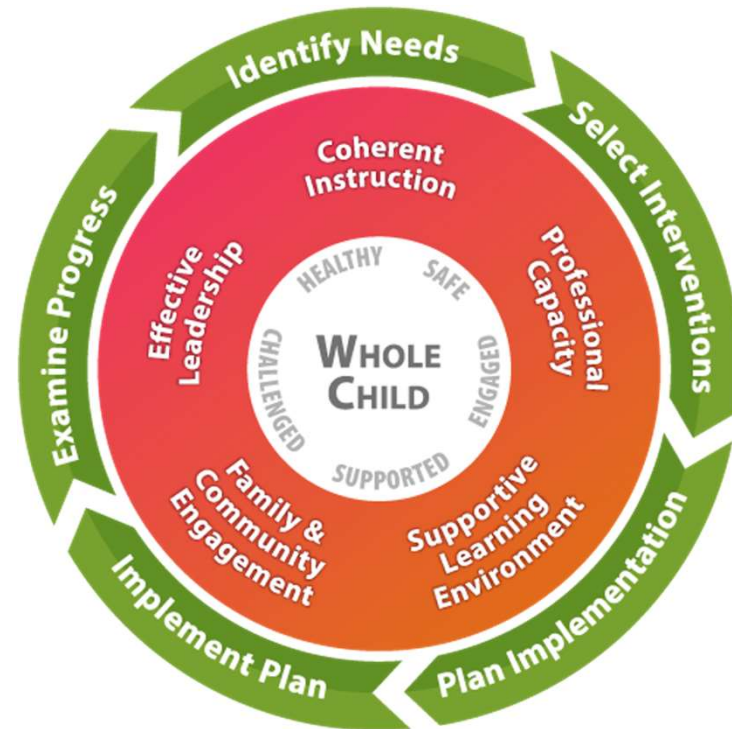 Identify Needs
Select Interventions
Plan Implementation
Implement Plan
Examine Progress
Coherent
Instruction
Professional
Capacity
Supportive
Learning
Environment
Family &
Community
Engagement
Effective
Leadership
HEALTHY
SAFE
ENGAGED
SUPPORTED
CHALLENGED
WHOLE
CHILD